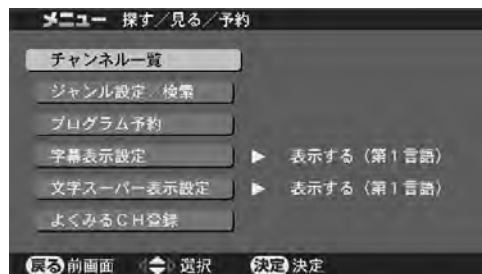 メニュー 探す／見る／予約
チャンネル一覧
ジャンル設定／検索
プログラム予約
字幕表示設定 ▶ 表示する（第1言語）
文字スーパー表示設定 ▶ 表示する（第1言語）
よくみるCH登録
戻る 前画面 選択 決定 決定